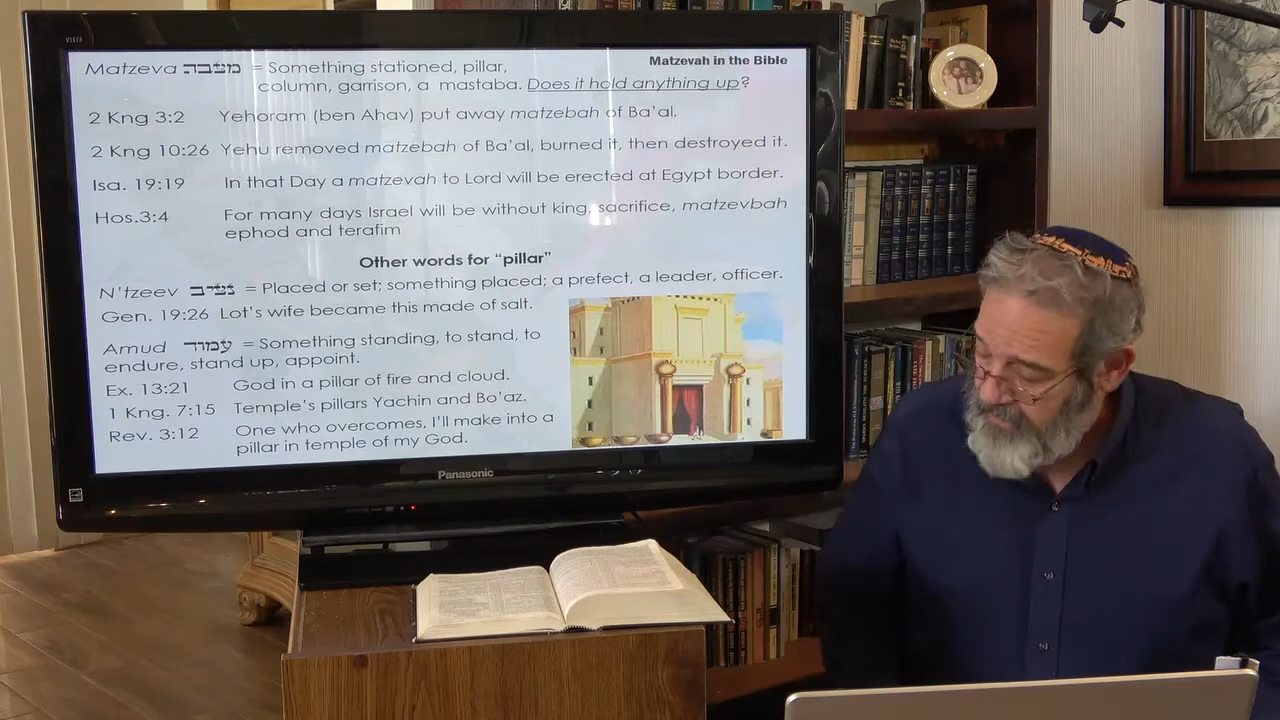 VIERA
Matzeva מצבה = Something stationed, pillar,
Matzevah in the Bible
column, garrison, a mastaba. Does it hold anything up?
2 Kng 3:2 Yehoram (ben Ahav) put away matzebah of Ba'al.
2 Kng 10:26 Yehu removed matzebah of Ba'al, burned it, then destroyed it.
Isa. 19:19 In that Day a matzevah to Lord will be erected at Egypt border.
Hos.3:4 For many days Israel will be without king, sacrifice, matzevbah
ephod and terafim
Other words for "pillar"
N'tzeev נציב = Placed or set; something placed; a prefect, a leader, officer.
Gen. 19:26 Lot's wife became this made of salt.
Amud עמוד = Something standing, to stand, to
endure, stand up, appoint.
Ex. 13:21 God in a pillar of fire and cloud.
1 Kng. 7:15 Temple's pillars Yachin and Bo'az.
Rev. 3:12 One who overcomes, I'll make into a
pillar in temple of my God.
Panasonic